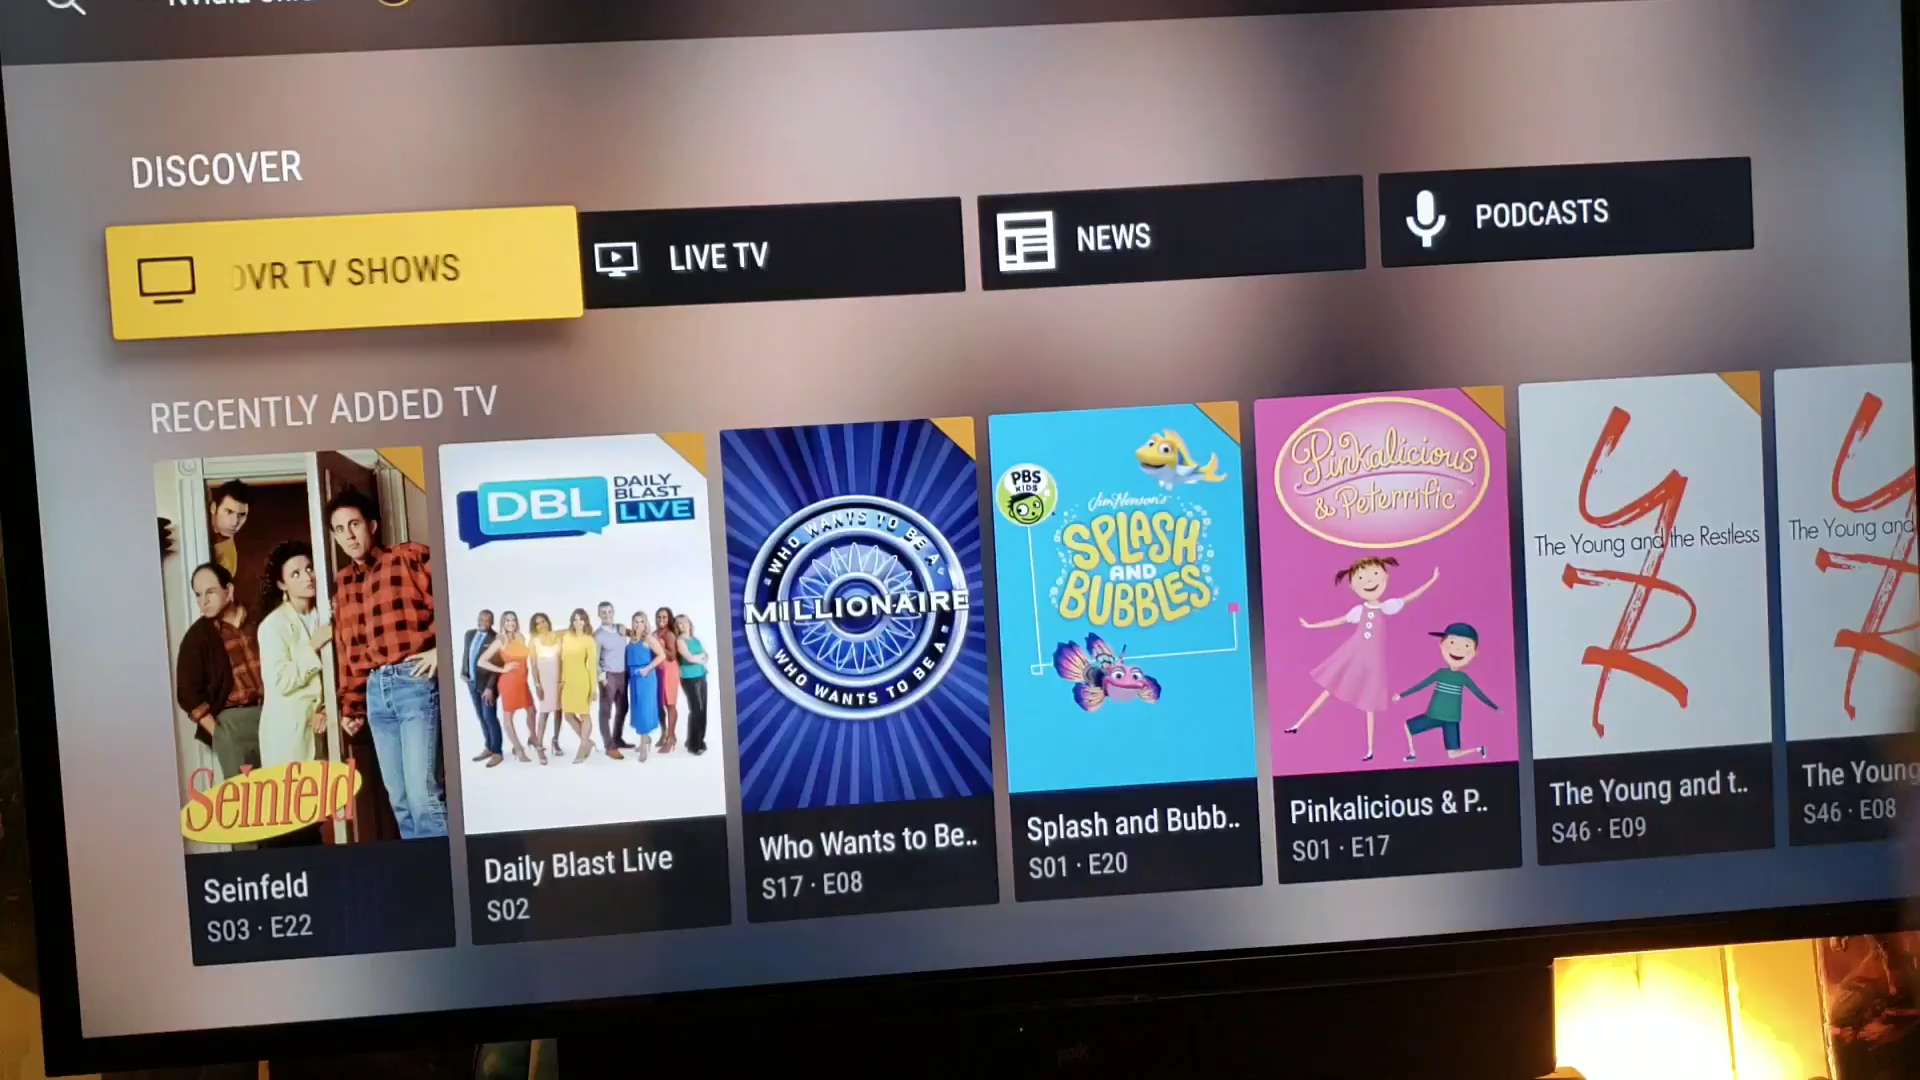 DISCOVER
DVR TV SHOWS
LIVE TV
NEWS
PODCASTS
RECENTLY ADDED TV
Seinfeld
DBL DAILY
BLAST
LIVE
WHO WANTS TO BE A
MILLIONAIRE
WHO WANTS TO BE A
PBS
KIDS
Jim Henson's
SPLASH
AND
BUBBLES
Pinkalicious
& Peterrific
Y
The Young and the Restless
R
The Young and
Seinfeld
S03 · E22
Daily Blast Live
S02
Who Wants to Be..
S17 · E08
Splash and Bubb..
S01 · E20
Pinkalicious & P..
S01 · E17
The Young and t..
S46 · E09
The Young
S46 · E08
polk